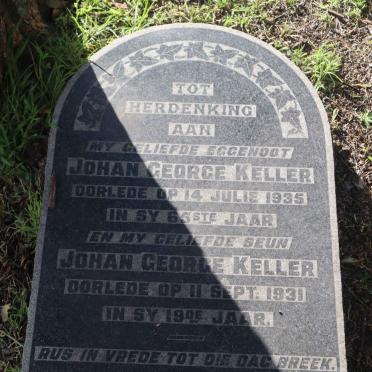 TOT
HERDENKING
AAN
MY GELIEFDE EGGENOOT
JOHAN GEORGE KELLER
OORLEDE OP 14 JULIE 1935
IN SY 65STE JAAR
EN MY GELIEFDE SEUN
JOHAN GEORGE KELLER
OORLEDE OP 11 SEPT. 1931
IN SY 19DE JAAR.
RUS IN VREDE TOT DIE DAG BREEK.